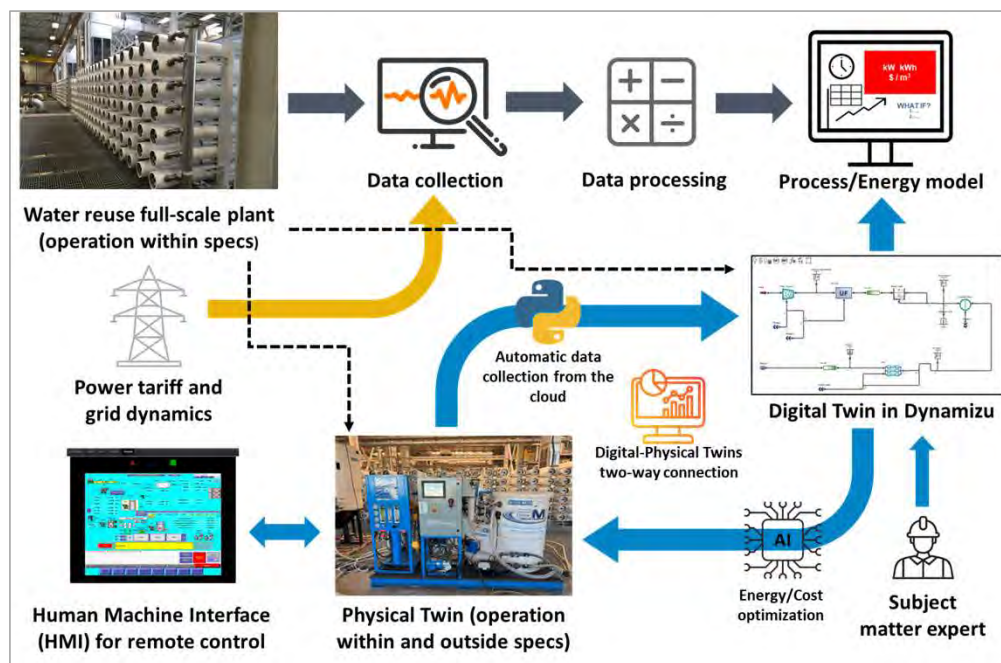 kW kWh
$ / m³
WHAT IF?
Data collection
Data processing
Process/Energy model
Water reuse full-scale plant
(operation within specs)
Automatic data
collection from the
cloud
Power tariff and
grid dynamics
UF
Digital-Physical Twins
two-way connection
Digital Twin in Dynamizu
AI
Energy/Cost
optimization
Human Machine Interface
(HMI) for remote control
Physical Twin (operation
within and outside specs)
Subject
matter expert